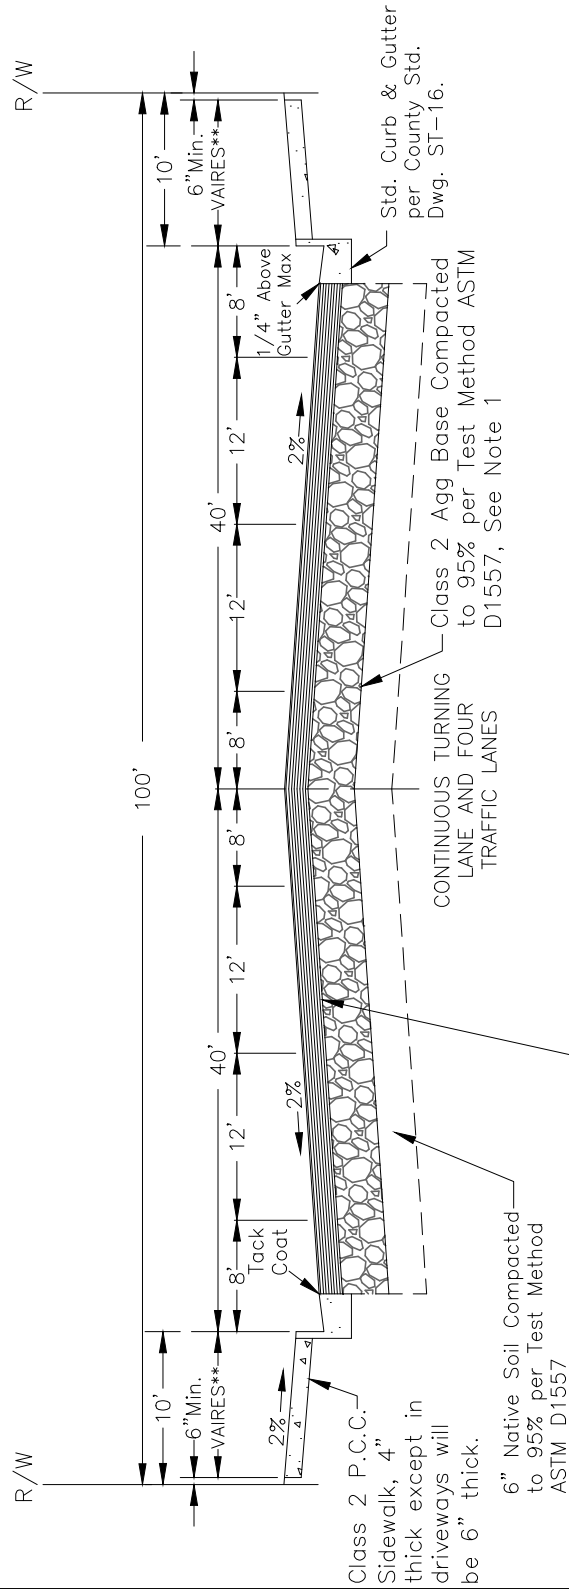 R/W
R/W
100'
10'
10'
6"Min.
6"Min.
VAIRES**
VAIRES**
40'
40'
8'
12'
12'
8'
8'
12'
12'
8'
Tack
Coat
1/4" Above
Gutter Max
2%
2%
2%
Std. Curb & Gutter
per County Std.
Dwg. ST-16.
Class 2 P.C.C.
Sidewalk, 4"
thick except in
driveways will
be 6" thick.
6" Native Soil Compacted
to 95% per Test Method
ASTM D1557
CONTINUOUS TURNING
LANE AND FOUR
TRAFFIC LANES
Class 2 Agg Base Compacted
to 95% per Test Method ASTM
D1557, See Note 1